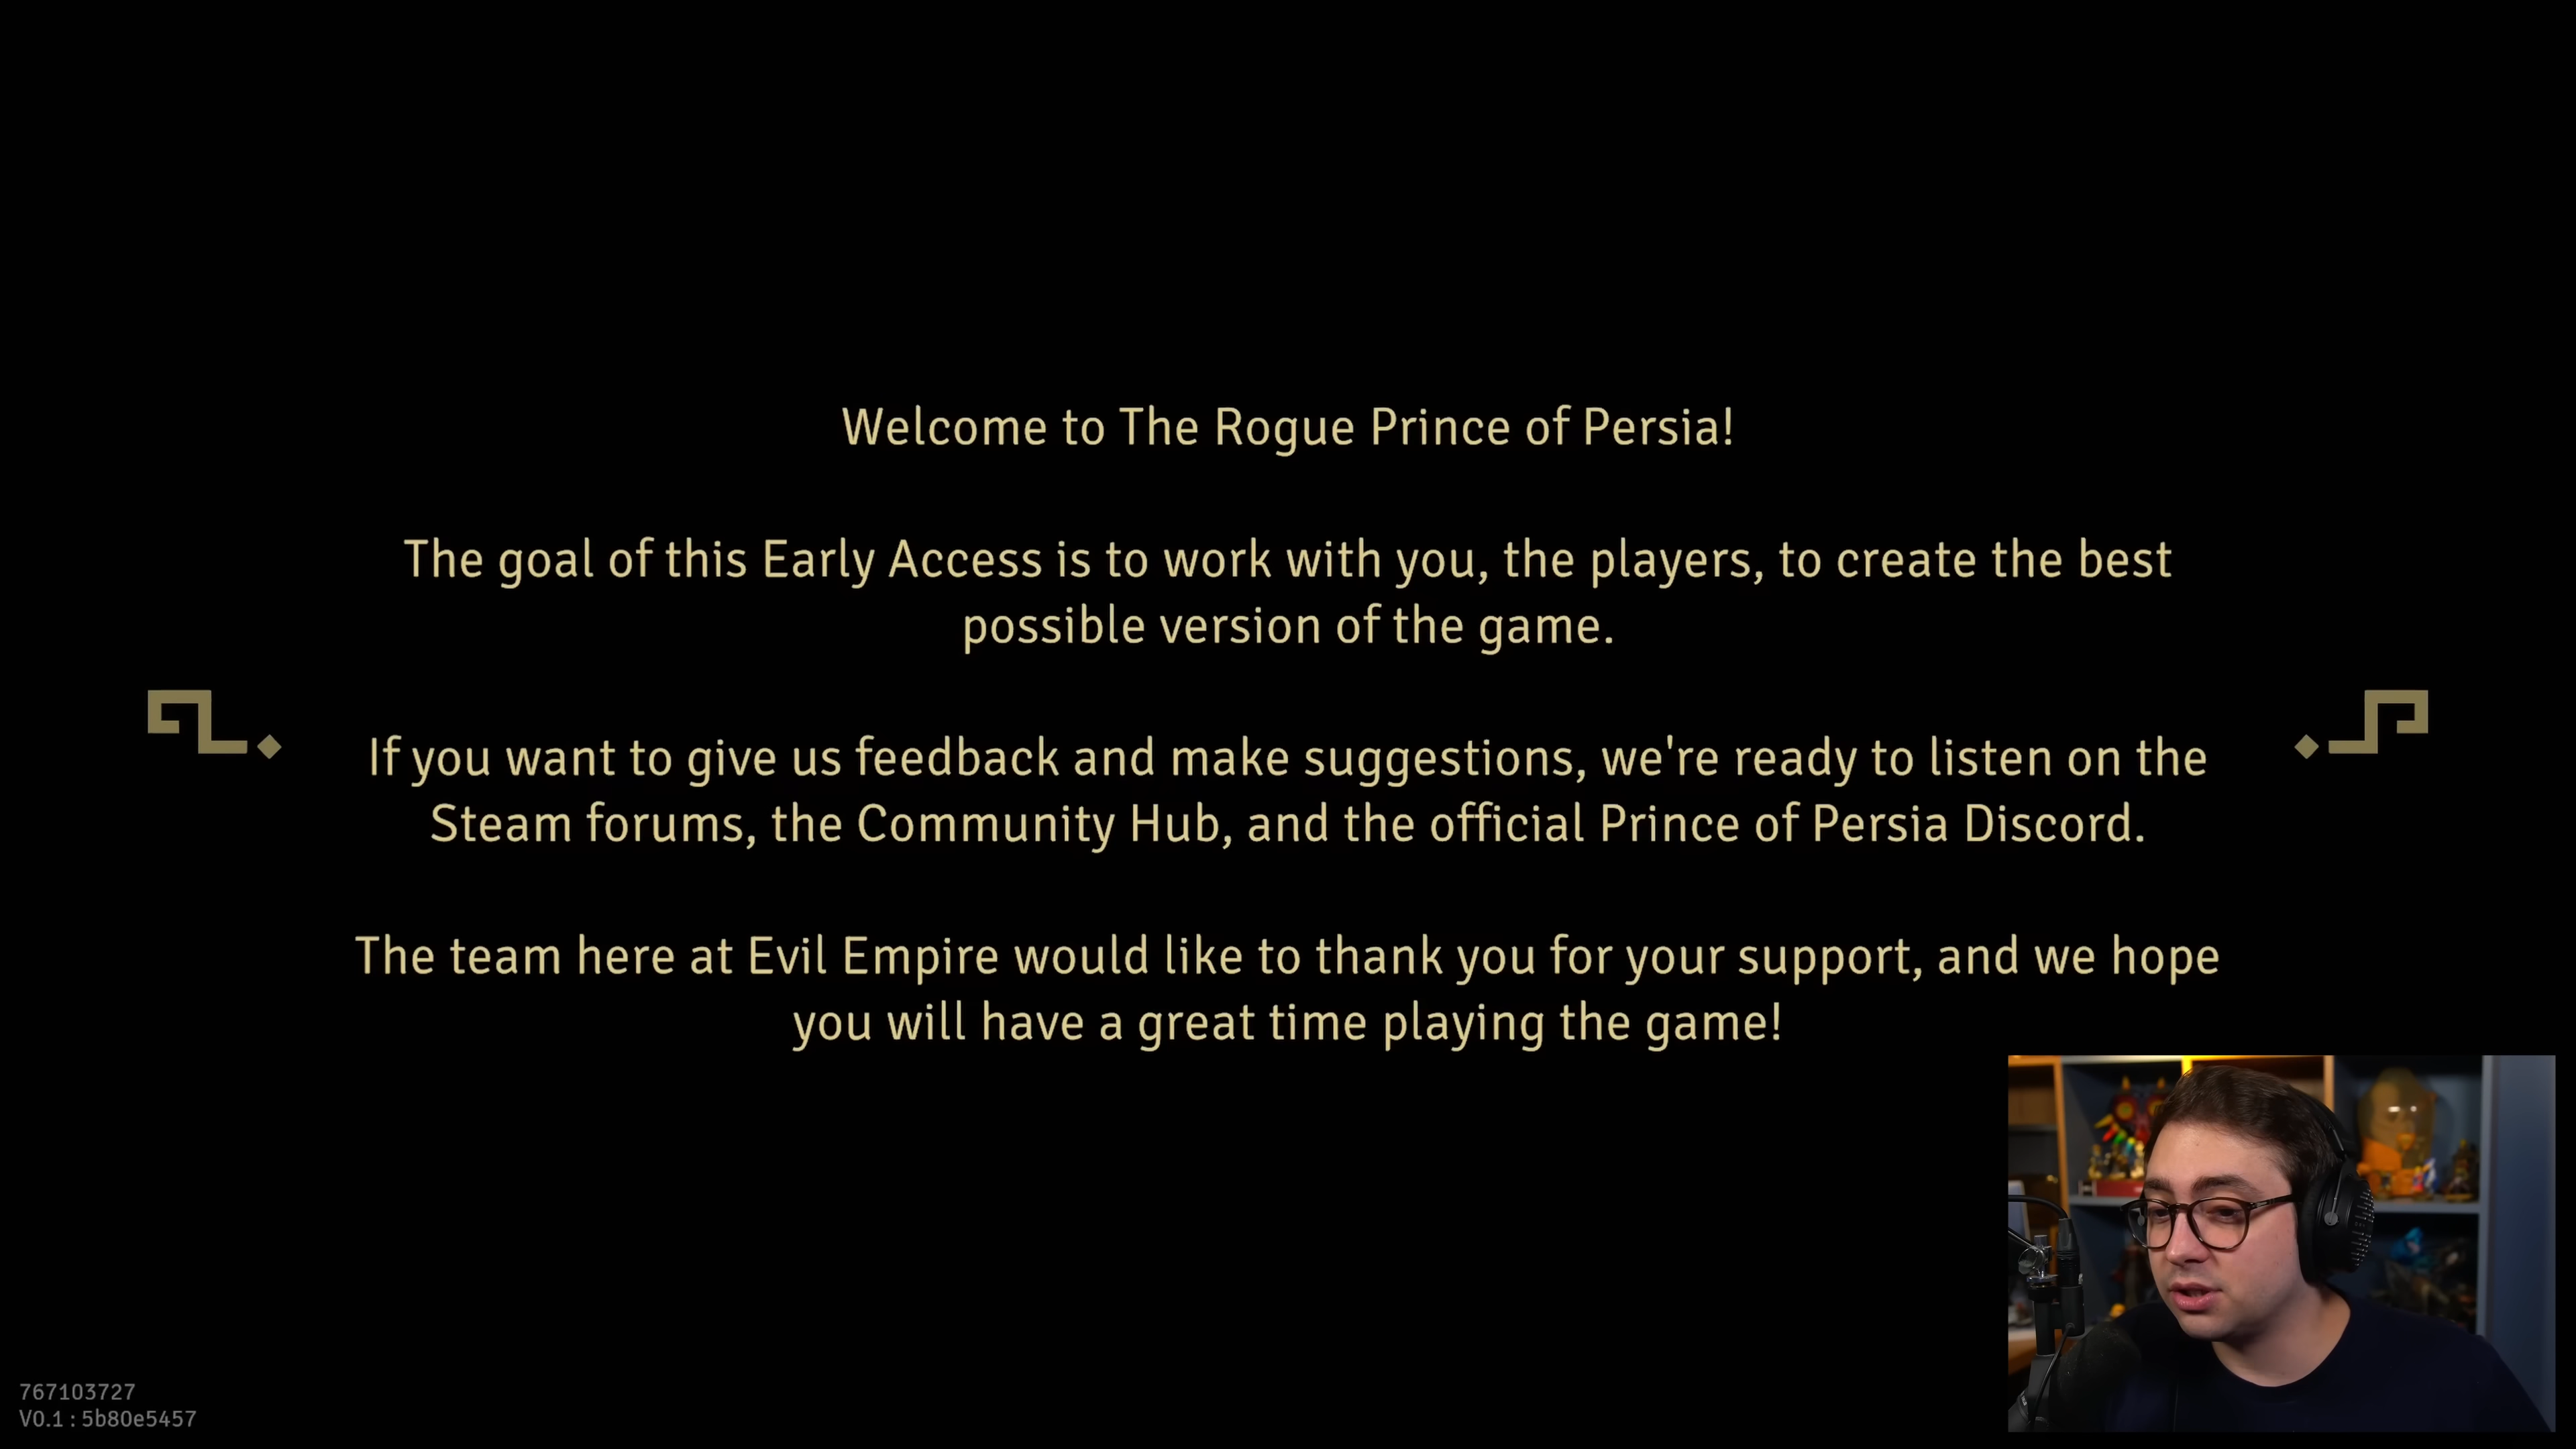 Welcome to The Rogue Prince of Persia!
The goal of this Early Access is to work with you, the players, to create the best
possible version of the game.
If you want to give us feedback and make suggestions, we're ready to listen on the
Steam forums, the Community Hub, and the official Prince of Persia Discord.
The team here at Evil Empire would like to thank you for your support, and we hope
you will have a great time playing the game!
767103727
V0.1 : 5b80e5457